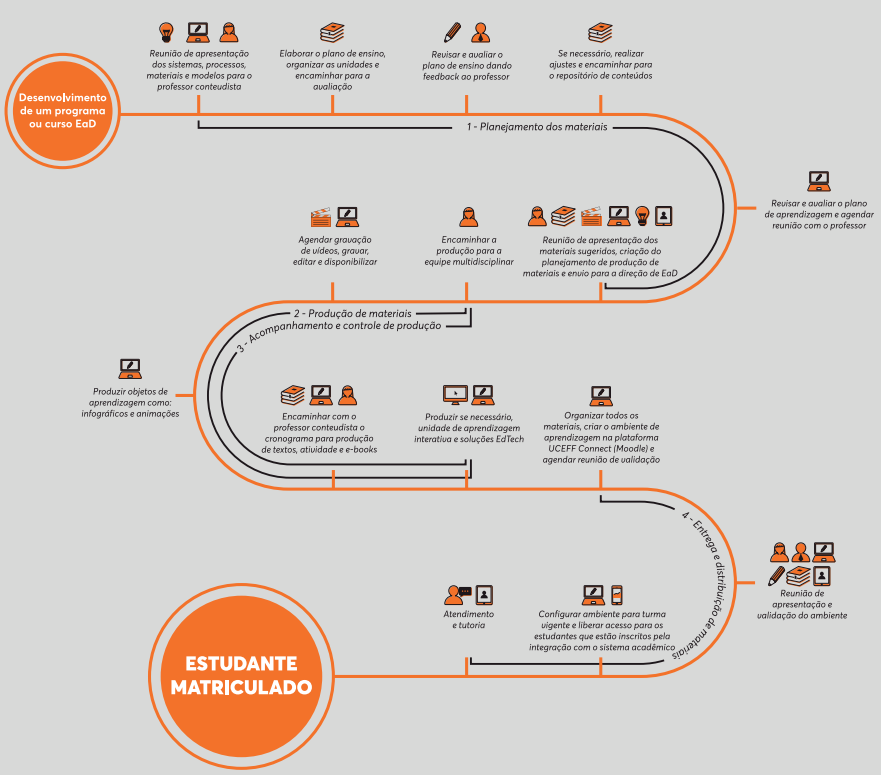 Desenvolvimento
de um programa
ou curso EaD
Reunião de apresentação
dos sistemas, processos,
materiais e modelos para o
professor conteudista
Elaborar o plano de ensino,
organizar as unidades e
encaminhar para a
avaliação
Revisar e avaliar o
plano de ensino dando
feedback ao professor
Se necessário, realizar
ajustes e encaminhar para
o repositório de conteúdos
1 - Planejamento dos materiais
Revisar e avaliar o plano
de aprendizagem e agendar
reunião com o professor
Reunião de apresentação dos
materiais sugeridos, criação do
planejamento de produção de
materiais e envio para a direção de EaD
Encaminhar a
produção para a
equipe multidisciplinar
Agendar gravação
de vídeos, gravar,
editar e disponibilizar
2 - Produção de materiais
3 - Acompanhamento e controle de produção
Produzir objetos de
aprendizagem como:
infográficos e animações
Encaminhar com o
professor conteudista o
cronograma para produção
de textos, atividade e e-books
Produzir se necessário,
unidade de aprendizagem
interativa e soluções EdTech
Organizar todos os
materiais, criar o ambiente de
aprendizagem na plataforma
UCEFF Connect (Moodle) e
agendar reunião de validação
4 - Entrega e distribuição de materiais
Reunião de
apresentação e
validação do ambiente
Configurar ambiente para turma
vigente e liberar acesso para os
estudantes que estão inscritos pela
integração com o sistema acadêmico
Atendimento
e tutoria
ESTUDANTE
MATRICULADO